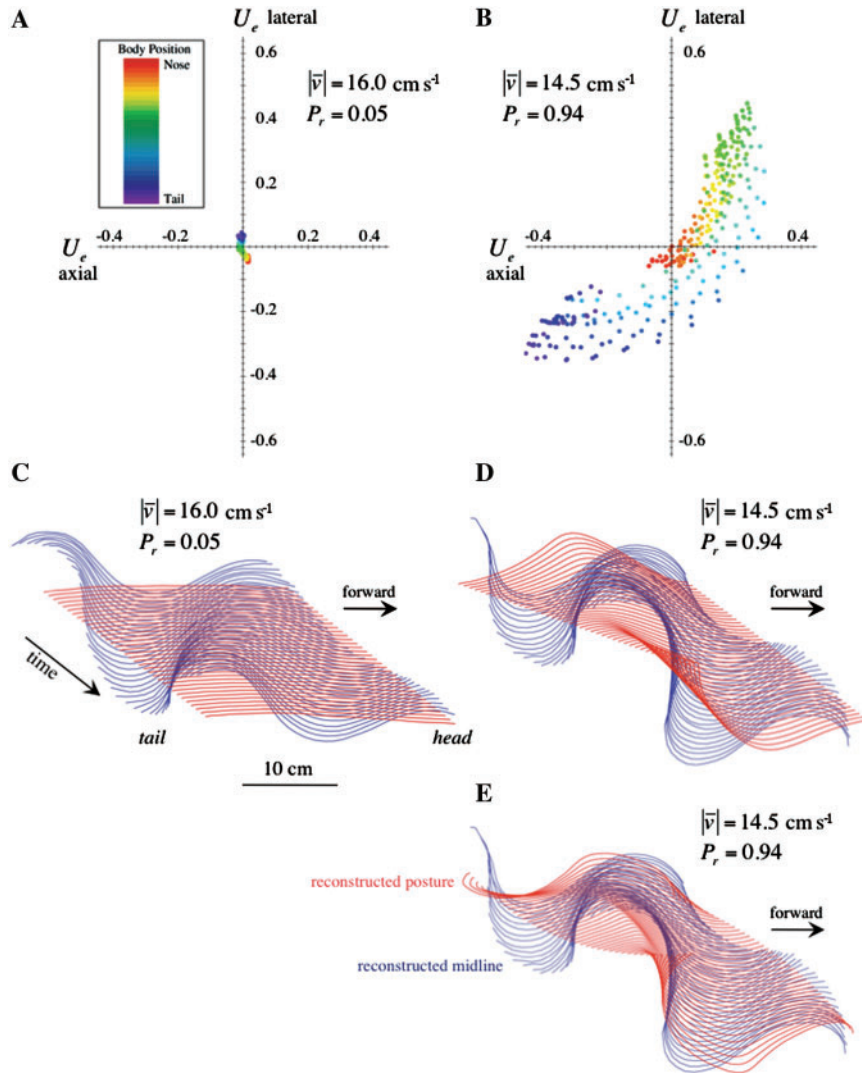 A
U_e lateral
0.6
Body Position
Nose
Tail
|v̄| = 16.0 cm s⁻¹
P_r = 0.05
0.4
0.2
-0.4
-0.2
0.2
0.4
U_e
axial
-0.2
-0.4
-0.6
B
U_e lateral
0.6
|v̄| = 14.5 cm s⁻¹
P_r = 0.94
-0.4
0.4
U_e
axial
-0.6
C
|v̄| = 16.0 cm s⁻¹
P_r = 0.05
forward
time
tail
head
10 cm
D
|v̄| = 14.5 cm s⁻¹
P_r = 0.94
forward
E
|v̄| = 14.5 cm s⁻¹
P_r = 0.94
reconstructed posture
forward
reconstructed midline